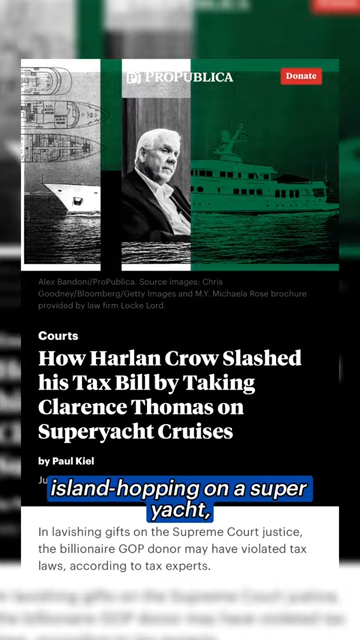 PROPUBLICA
Donate
Alex Bandoni/ProPublica. Source images: Chris
Goodney/Bloomberg/Getty Images and M.Y. Michaela Rose brochure
provided by law firm Locke Lord.
Courts
How Harlan Crow Slashed
his Tax Bill by Taking
Clarence Thomas on
Superyacht Cruises
by Paul Kiel
island-hopping on a super
yacht,
In lavishing gifts on the Supreme Court justice,
the billionaire GOP donor may have violated tax
laws, according to tax experts.